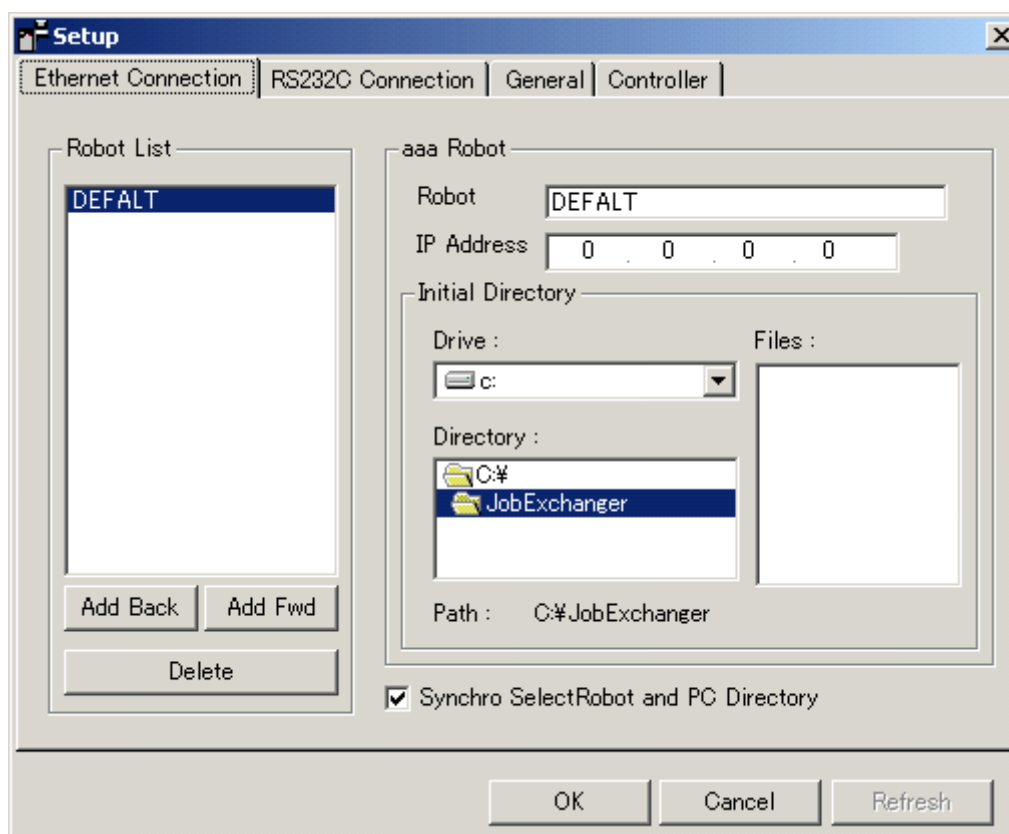 Setup
Ethernet Connection RS232C Connection General Controller
Robot List
DEFALT
Add Back Add Fwd
Delete
aaa Robot
Robot DEFALT
IP Address 0 . 0 . 0 . 0
Initial Directory
Drive :
c:
Directory :
C:¥
JobExchanger
Files :
Path : C:¥JobExchanger
Synchro SelectRobot and PC Directory
OK Cancel Refresh